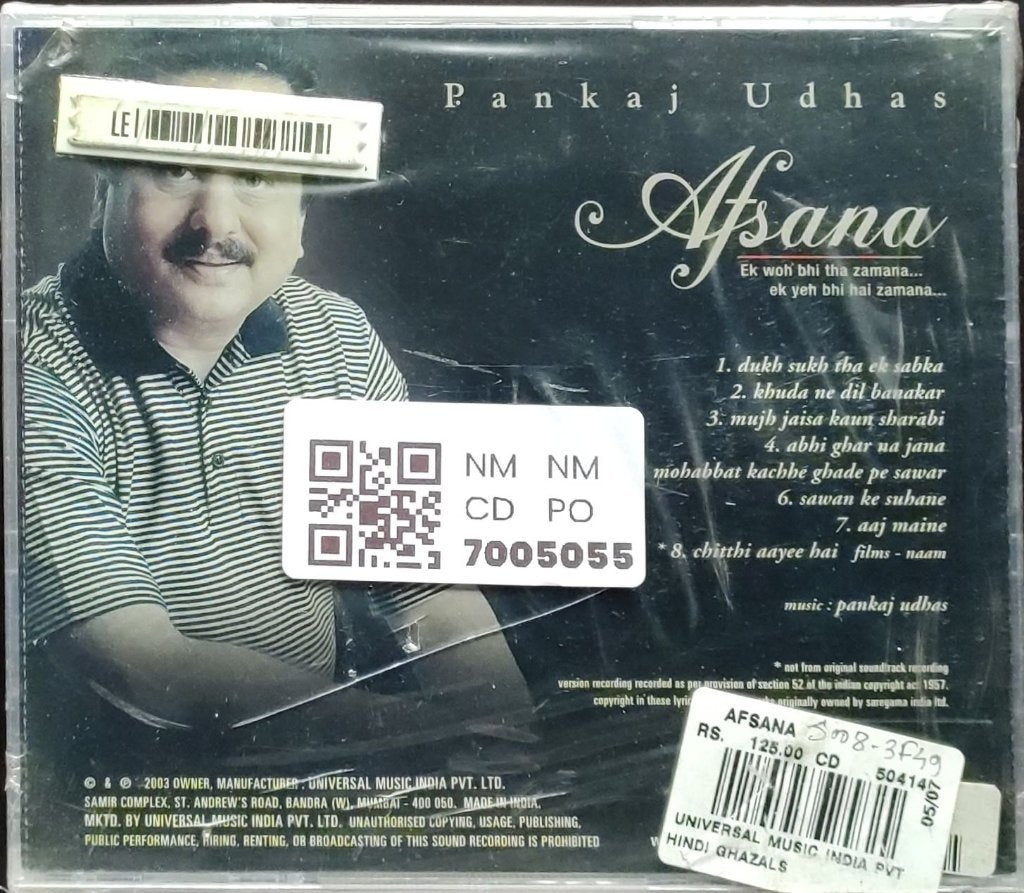 LE
Pankaj Udhas
Afsana
Ek woh bhi tha zamana...
ek yeh bhi hai zamana...
1. dukh sukh tha ek sabka
2. khuda ne dil banakar
3. mujh jaisa kaun sharabi
4. abhi ghar na jana
mohabbat kachhe ghade pe sawar
6. sawan ke suhane
7. aaj maine
* 8. chitthi aayee hai films - naam
music : pankaj udhas
NM NM
CD PO
7005055
* not from original soundtrack recording
version recording recorded as per provision of section 52 of the indian copyright act 1957.
copyright in these originally owned by saregama india ltd.
© & ℗ 2003 OWNER, MANUFACTURER : UNIVERSAL MUSIC INDIA PVT. LTD.
SAMIR COMPLEX, ST. ANDREW'S ROAD, BANDRA (W), MUMBAI - 400 050. MADE IN INDIA.
MKTD. BY UNIVERSAL MUSIC INDIA PVT. LTD. UNAUTHORISED COPYING, USAGE, PUBLISHING,
PUBLIC PERFORMANCE, HIRING, RENTING, OR BROADCASTING OF THIS SOUND RECORDING IS PROHIBITED
AFSANA S008-3F49
RS. 125.00 CD 504140
05/07
UNIVERSAL MUSIC INDIA PVT
HINDI GHAZALS